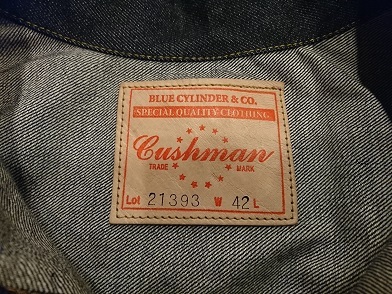 BLUE CYLINDER & CO.
SPECIAL QUALITY CLOTHING
Cushman
TRADE MARK
Lot 21393 W 42 L